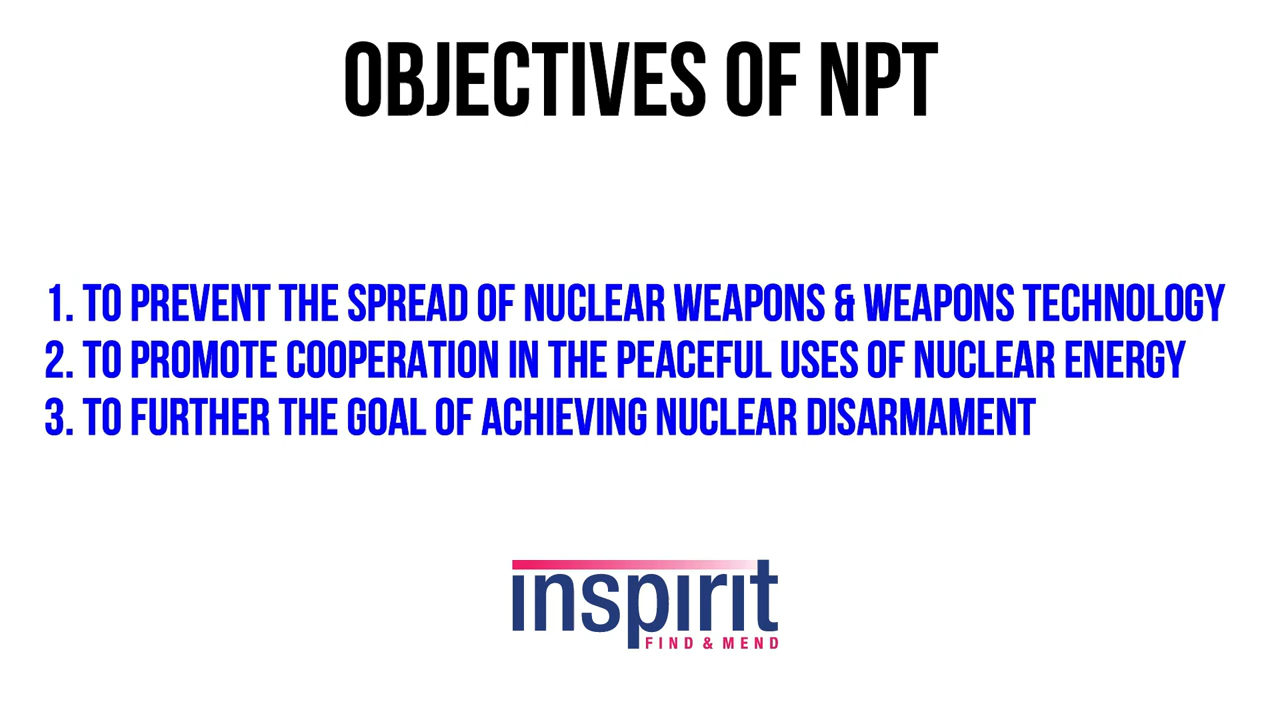 OBJECTIVES OF NPT
1. TO PREVENT THE SPREAD OF NUCLEAR WEAPONS & WEAPONS TECHNOLOGY
2. TO PROMOTE COOPERATION IN THE PEACEFUL USES OF NUCLEAR ENERGY
3. TO FURTHER THE GOAL OF ACHIEVING NUCLEAR DISARMAMENT
inspirit
FIND & MEND